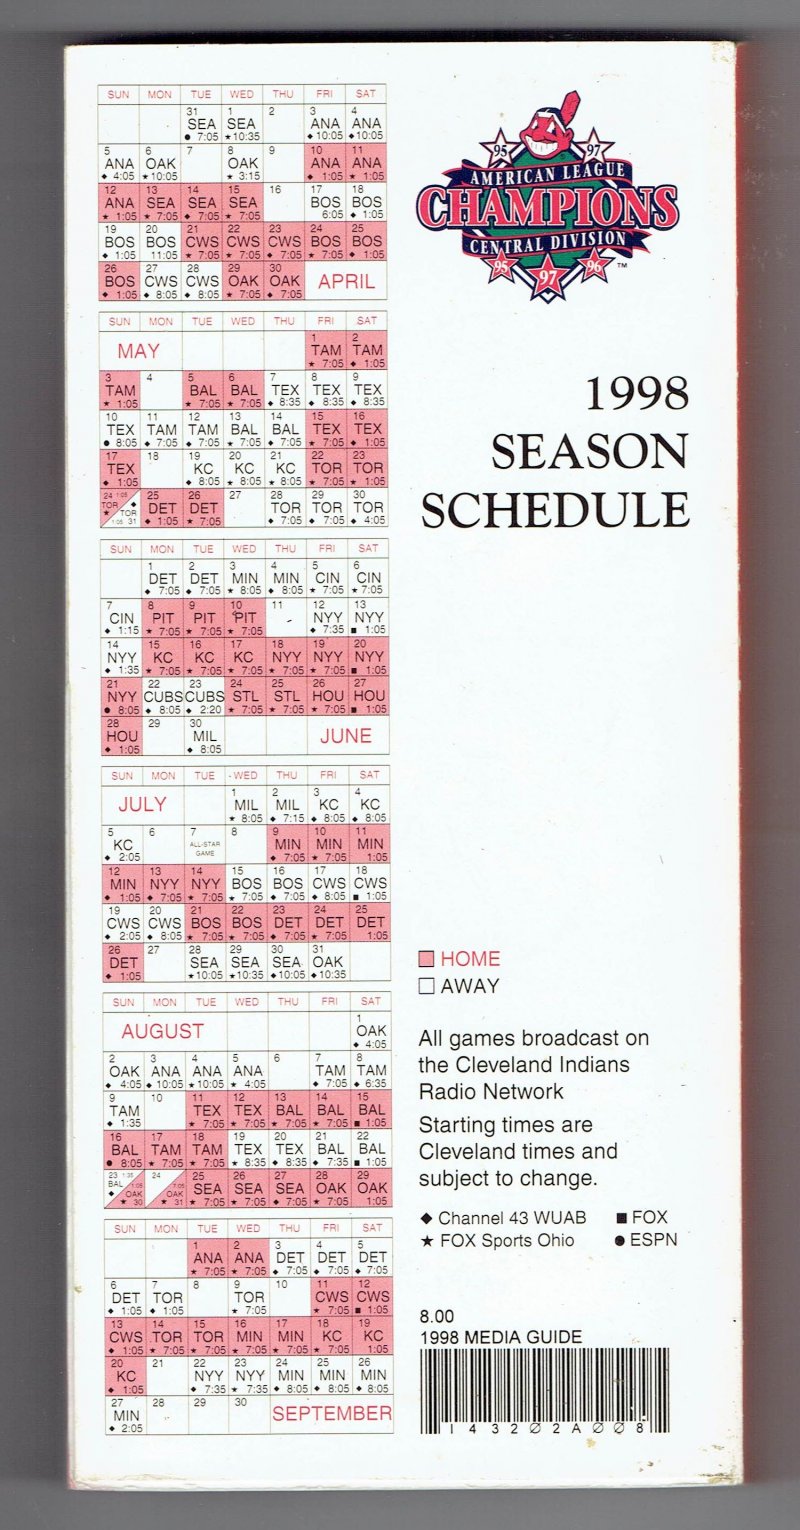 SUN MON TUE WED THU FRI SAT
31 1 2 3 4
SEA SEA ANA ANA
● 7:05 ★ 10:35 ◆ 10:05 ◆ 10:05
5 6 7 8 9 10 11
ANA OAK OAK ANA ANA
◆ 4:05 ★ 10:05 ★ 3:15 ◆ 1:05 ★ 1:05
12 13 14 15 16 17 18
ANA SEA SEA SEA BOS BOS
★ 1:05 ★ 7:05 ◆ 7:05 ★ 7:05 6:05 ◆ 1:05
19 20 21 22 23 24 25
BOS BOS CWS CWS CWS BOS BOS
◆ 1:05 11:05 ★ 7:05 ★ 7:05 ◆ 7:05 ★ 7:05 ◆ 1:05
26 27 28 29 30
BOS CWS CWS OAK OAK APRIL
◆ 1:05 ◆ 8:05 ◆ 8:05 ★ 7:05 ◆ 7:05
SUN MON TUE WED THU FRI SAT
1 2
MAY TAM TAM
★ 7:05 ◆ 1:05
3 4 5 6 7 8 9
TAM BAL BAL TEX TEX TEX
★ 1:05 ★ 7:05 ★ 7:05 ◆ 8:35 ◆ 8:35 ◆ 8:35
10 11 12 13 14 15 16
TEX TAM TAM BAL BAL TEX TEX
● 8:05 ◆ 7:05 ◆ 7:05 ★ 7:05 ◆ 7:05 ★ 7:05 ◆ 1:05
17 18 19 20 21 22 23
TEX KC KC KC TOR TOR
◆ 1:05 ◆ 8:05 ★ 8:05 ★ 8:05 ★ 7:05 ★ 1:05
24 1:05 25 26 27 28 29 30
TOR DET DET TOR TOR TOR
★ ◆ TOR 1:05 31 ◆ 1:05 ★ 7:05 ◆ 7:05 ◆ 7:05 ◆ 4:05
SUN MON TUE WED THU FRI SAT
1 2 3 4 5 6
DET DET MIN MIN CIN CIN
◆ 7:05 ◆ 7:05 ★ 8:05 ◆ 8:05 ★ 7:05 ★ 7:05
7 8 9 10 11 12 13
CIN PIT PIT PIT NYY NYY
◆ 1:15 ★ 7:05 ★ 7:05 ★ 7:05 ◆ 7:35 ■ 1:05
14 15 16 17 18 19 20
NYY KC KC KC NYY NYY NYY
◆ 1:35 ★ 7:05 ★ 7:05 ★ 7:05 ★ 7:05 ★ 7:05 ■ 1:05
21 22 23 24 25 26 27
NYY CUBS CUBS STL STL HOU HOU
● 8:05 ◆ 8:05 ◆ 2:20 ★ 7:05 ★ 7:05 ★ 7:05 ■ 1:05
28 29 30
HOU MIL JUNE
◆ 1:05 ◆ 8:05
SUN MON TUE WED THU FRI SAT
1 2 3 4
JULY MIL MIL KC KC
★ 8:05 ◆ 7:15 ◆ 8:05 ◆ 8:05
5 6 7 8 9 10 11
KC ALL-STAR GAME MIN MIN MIN
◆ 2:05 ◆ 7:05 ★ 7:05 1:05
12 13 14 15 16 17 18
MIN NYY NYY BOS BOS CWS CWS
◆ 1:05 ◆ 7:05 ★ 7:05 ★ 7:05 ◆ 7:05 ◆ 8:05 ■ 1:05
19 20 21 22 23 24 25
CWS CWS BOS BOS DET DET DET
◆ 2:05 ◆ 8:05 ★ 7:05 ★ 7:05 ◆ 7:05 ★ 7:05 1:05
26 27 28 29 30 31
DET SEA SEA SEA OAK
◆ 1:05 ★ 10:05 ★ 10:35 ◆ 10:05 ◆ 10:35
SUN MON TUE WED THU FRI SAT
1
AUGUST OAK
◆ 4:05
2 3 4 5 6 7 8
OAK ANA ANA ANA TAM TAM
◆ 4:05 ◆ 10:05 ★ 10:05 ★ 4:05 ◆ 7:05 ◆ 6:35
9 10 11 12 13 14 15
TAM TEX TEX BAL BAL BAL
★ 1:35 ★ 7:05 ★ 7:05 ★ 7:05 ★ 7:05 ■ 1:05
16 17 18 19 20 21 22
BAL TAM TAM TEX TEX BAL BAL
● 8:05 ★ 7:05 ★ 7:05 ★ 8:35 ◆ 8:35 ◆ 7:35 ■ 1:05
23 1:35 24 25 26 27 28 29
BAL 1:05 7:05 SEA SEA SEA OAK OAK
◆ OAK ★ 30 OAK ★ 31 ★ 7:05 ★ 7:05 ★ 7:05 ◆ 7:05 1:05
SUN MON TUE WED THU FRI SAT
1 2 3 4 5
ANA ANA DET DET DET
★ 7:05 ★ 7:05 ◆ 7:05 ◆ 7:05 ◆ 7:05
6 7 8 9 10 11 12
DET TOR TOR CWS CWS
◆ 1:05 ◆ 1:05 ★ 7:05 ★ 7:05 ■ 1:05
13 14 15 16 17 18 19
CWS TOR TOR MIN MIN KC KC
◆ 1:05 ★ 7:05 ★ 7:05 ★ 7:05 ★ 7:05 ★ 7:05 1:05
20 21 22 23 24 25 26
KC NYY NYY MIN MIN MIN
◆ 1:05 ◆ 7:35 ★ 7:35 ◆ 8:05 ◆ 8:05 ◆ 8:05
27 28 29 30
MIN SEPTEMBER
◆ 2:05
95 97
AMERICAN LEAGUE
CHAMPIONS
CENTRAL DIVISION
95 97 96 ™
1998
SEASON
SCHEDULE
HOME
AWAY
All games broadcast on
the Cleveland Indians
Radio Network
Starting times are
Cleveland times and
subject to change.
◆ Channel 43 WUAB ■ FOX
★ FOX Sports Ohio ● ESPN
8.00
1998 MEDIA GUIDE
I43202A008